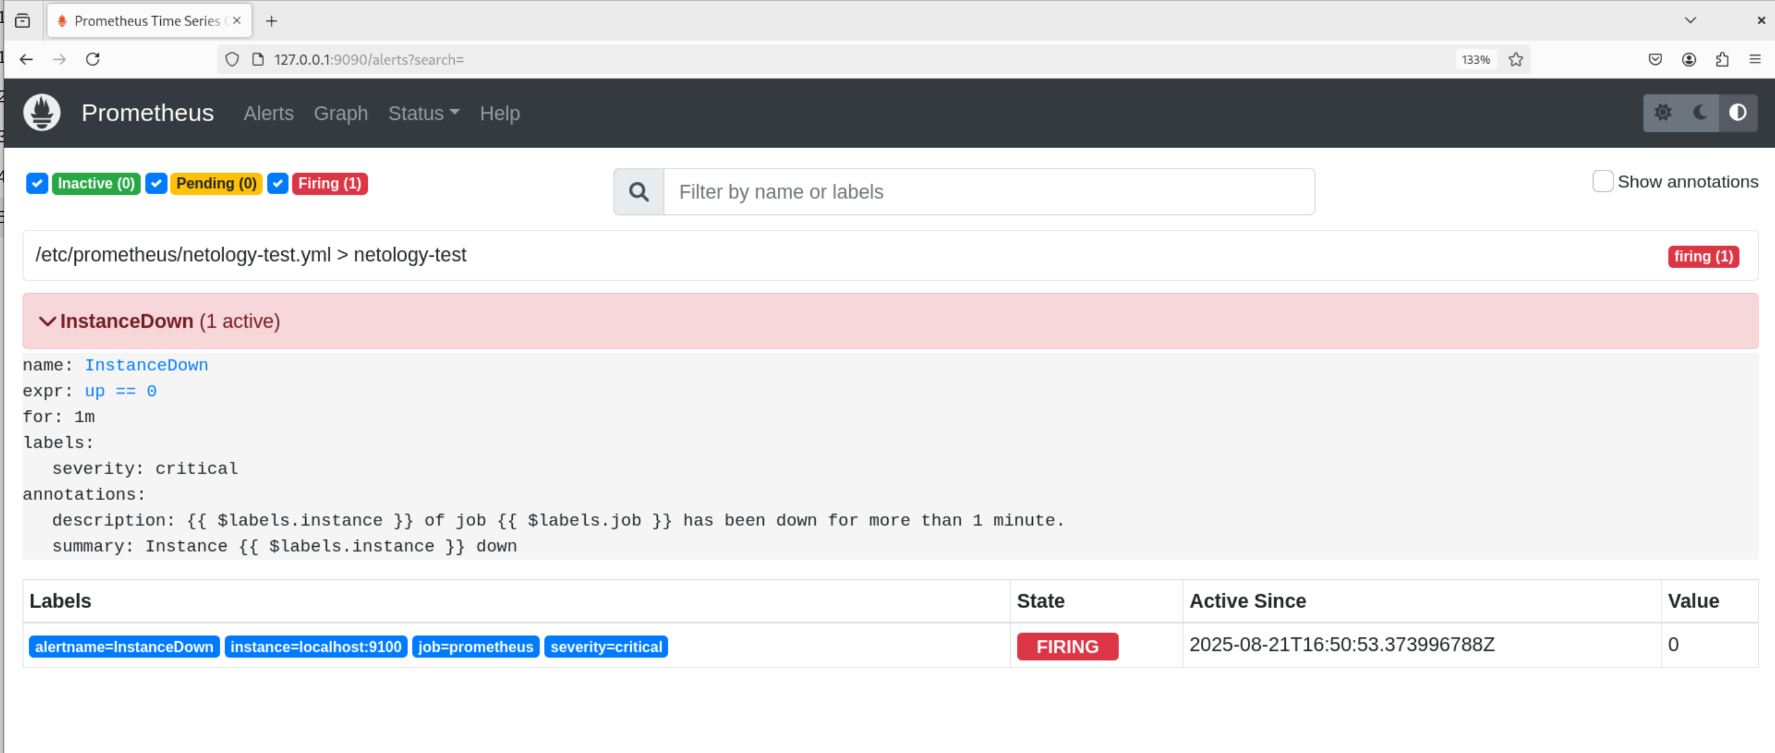 Prometheus Time Series
127.0.0.1:9090/alerts?search=
133%
Prometheus Alerts Graph Status Help
Inactive (0) Pending (0) Firing (1)
Filter by name or labels
Show annotations
/etc/prometheus/netology-test.yml > netology-test
firing (1)
InstanceDown (1 active)
name: InstanceDown
expr: up == 0
for: 1m
labels:
severity: critical
annotations:
description: {{ $labels.instance }} of job {{ $labels.job }} has been down for more than 1 minute.
summary: Instance {{ $labels.instance }} down
Labels State Active Since Value
alertname=InstanceDown instance=localhost:9100 job=prometheus severity=critical FIRING 2025-08-21T16:50:53.373996788Z 0